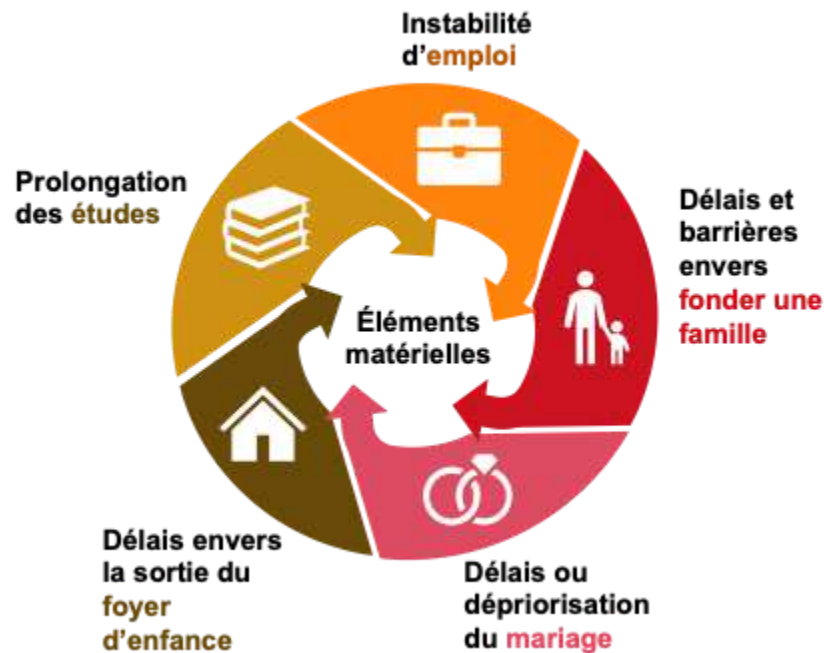 Instabilité
d'emploi
Prolongation
des études
Délais et
barrières
envers
fonder une
famille
Éléments
matérielles
Délais envers
la sortie du
foyer
d'enfance
Délais ou
dépriorisation
du mariage